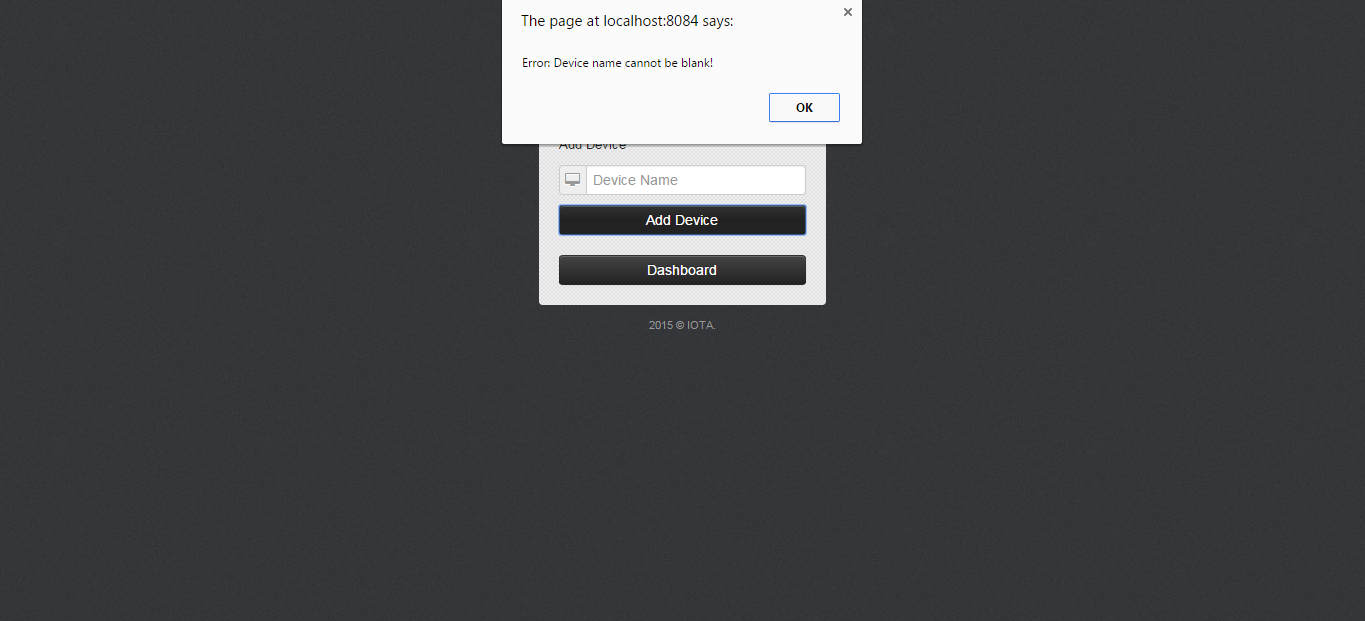 The page at localhost:8084 says:
Error: Device name cannot be blank!
OK
Add Device
Device Name
Add Device
Dashboard
2015 © IOTA.